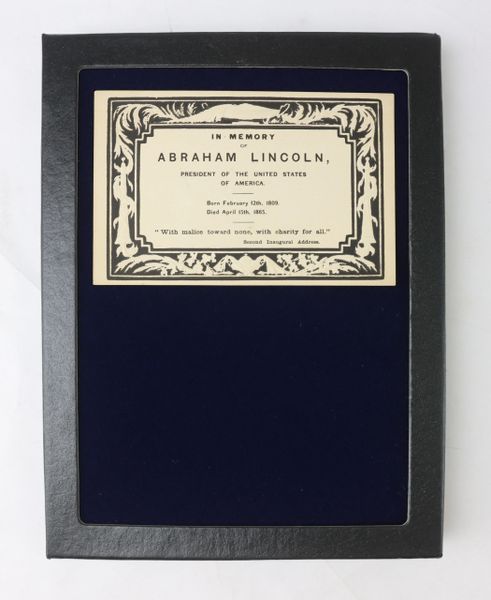 IN MEMORY
OF
ABRAHAM LINCOLN,
PRESIDENT OF THE UNITED STATES
OF AMERICA.
Born February 12th, 1809.
Died April 15th, 1865.
"With malice toward none, with charity for all."
Second Inaugural Address.